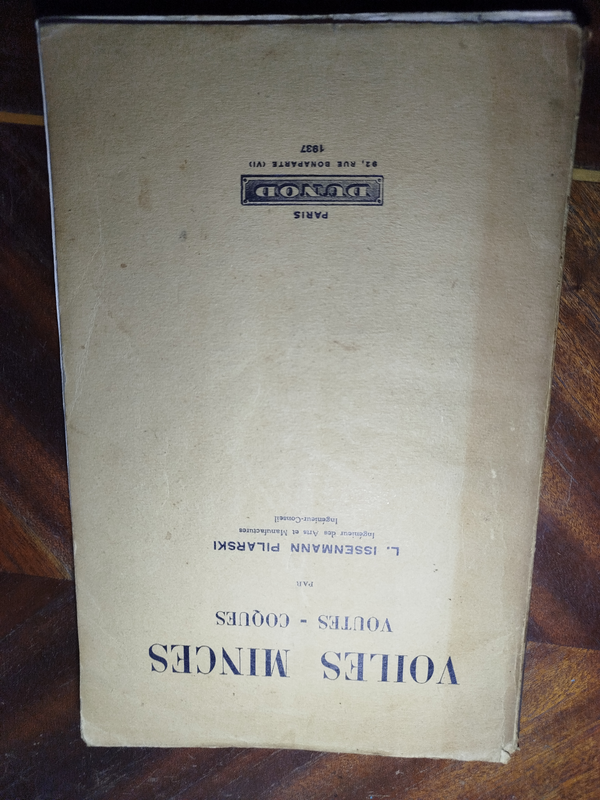 VOILES MINCES
VOUTES - COQUES
PAR
L. ISSENMANN PILARSKI
Ingénieur des Arts et Manufactures
Ingénieur-Conseil
PARIS
DUNOD
92, RUE BONAPARTE (VI)
1937